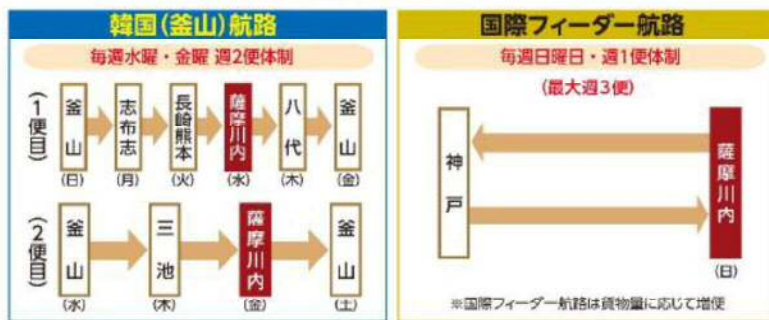 韓国(釜山)航路
毎週水曜・金曜 週2便体制
(1便目)
釜山
志布志
長崎熊本
薩摩川内
八代
釜山
(日)
(月)
(火)
(水)
(木)
(金)
(2便目)
釜山
三池
薩摩川内
釜山
(水)
(木)
(金)
(土)
国際フィーダー航路
毎週日曜日・週1便体制
(最大週3便)
神戸
薩摩川内
(日)
※国際フィーダー航路は貨物量に応じて増便